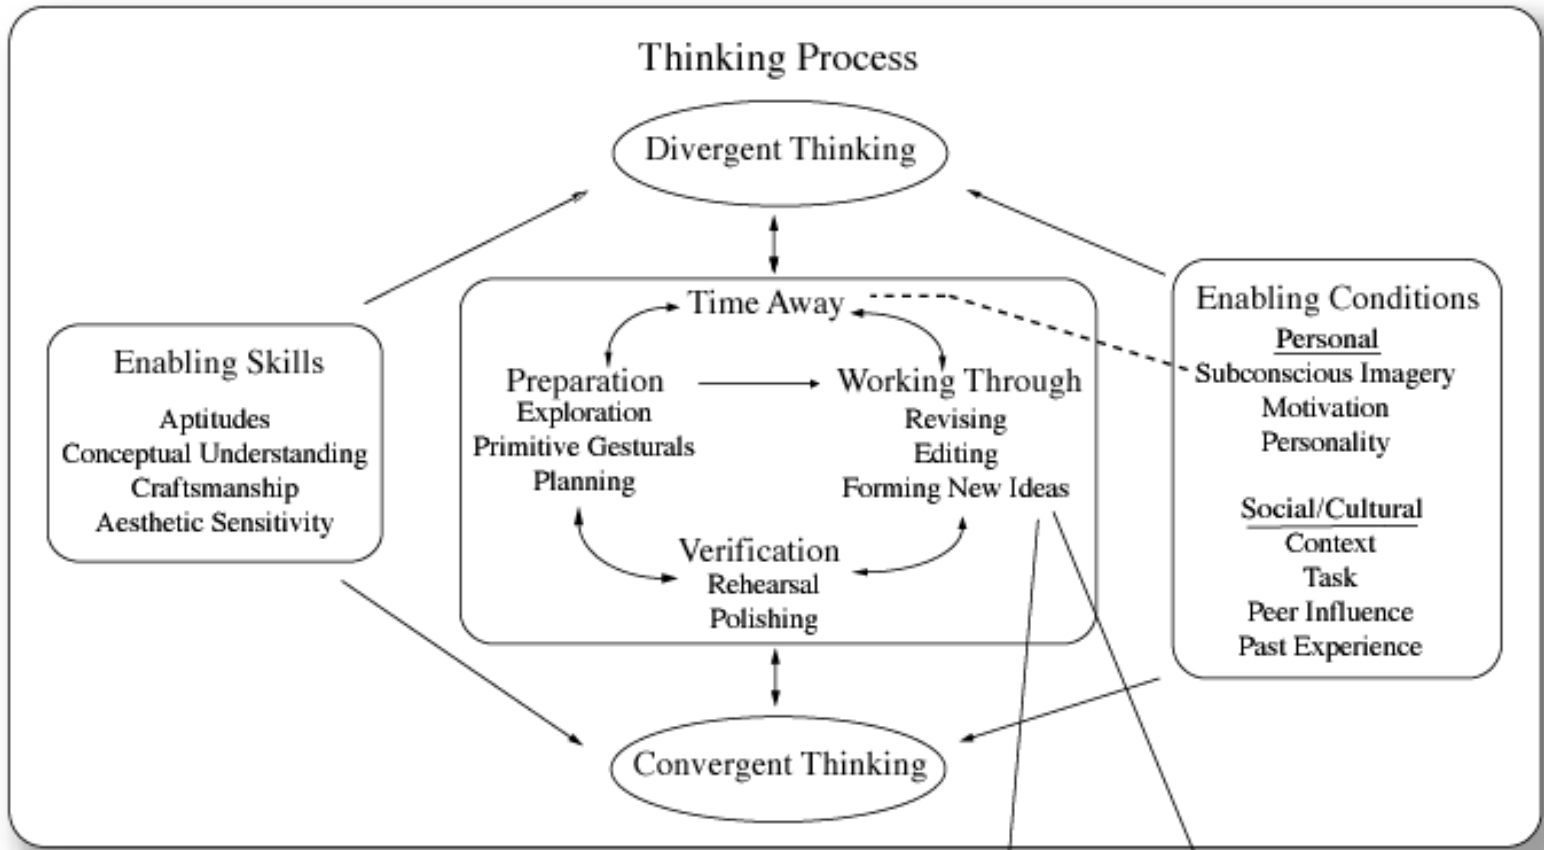 Thinking Process
Divergent Thinking
Enabling Skills
Aptitudes
Conceptual Understanding
Craftsmanship
Aesthetic Sensitivity
Time Away
Preparation
Exploration
Primitive Gesturals
Planning
Working Through
Revising
Editing
Forming New Ideas
Verification
Rehearsal
Polishing
Enabling Conditions
Personal
Subconscious Imagery
Motivation
Personality
Social/Cultural
Context
Task
Peer Influence
Past Experience
Convergent Thinking